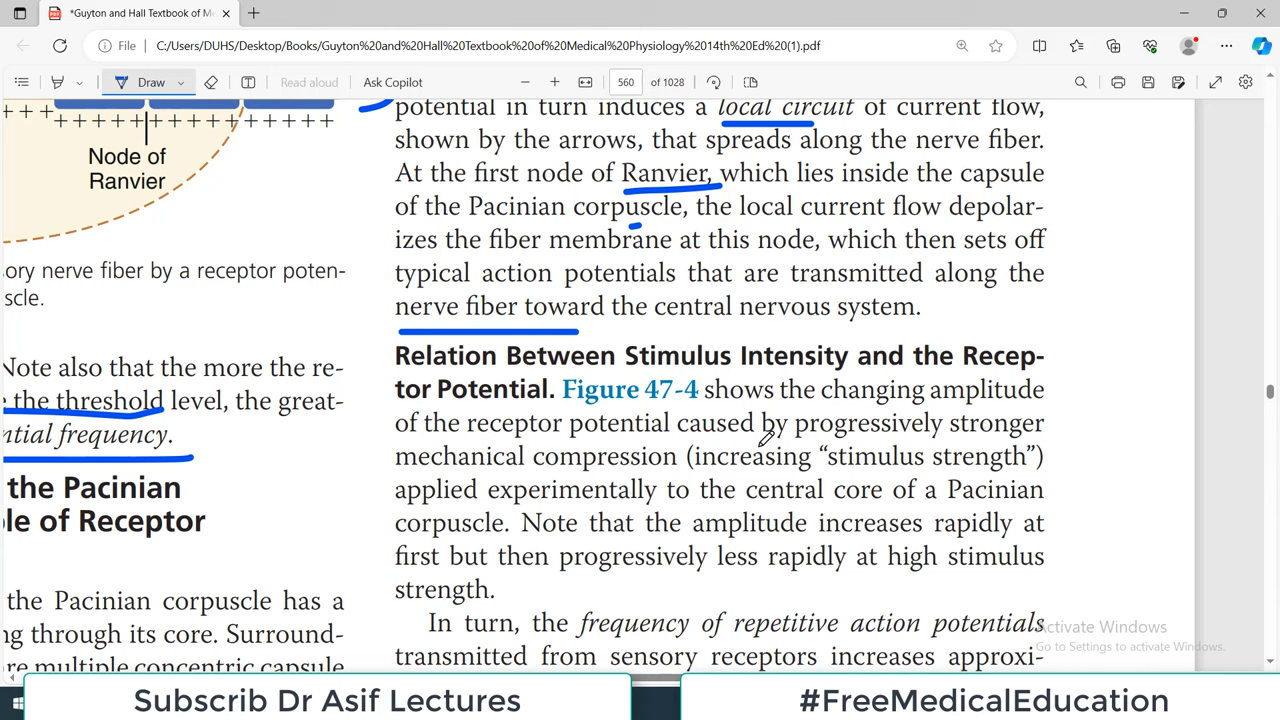 *Guyton and Hall Textbook of Me
File
C:/Users/DUHS/Desktop/Books/Guyton%20and%20Hall%20Textbook%20of%20Medical%20Physiology%2014th%20Ed%20(1).pdf
Draw
Read aloud
Ask Copilot
560 of 1028
+ + +
+ + + + + + + + + + + + + + +
Node of
Ranvier
ory nerve fiber by a receptor poten-
scle.
Note also that the more the re-
e the threshold level, the great-
ntial frequency.
the Pacinian
le of Receptor
the Pacinian corpuscle has a
ng through its core. Surround-
re multiple concentric capsule
potential in turn induces a local circuit of current flow,
shown by the arrows, that spreads along the nerve fiber.
At the first node of Ranvier, which lies inside the capsule
of the Pacinian corpuscle, the local current flow depolar-
izes the fiber membrane at this node, which then sets off
typical action potentials that are transmitted along the
nerve fiber toward the central nervous system.
Relation Between Stimulus Intensity and the Recep-
tor Potential. Figure 47-4 shows the changing amplitude
of the receptor potential caused by progressively stronger
mechanical compression (increasing “stimulus strength”)
applied experimentally to the central core of a Pacinian
corpuscle. Note that the amplitude increases rapidly at
first but then progressively less rapidly at high stimulus
strength.
In turn, the frequency of repetitive action potentials
transmitted from sensory receptors increases approxi-
Activate Windows
Go to Settings to activate Windows.
Subscrib Dr Asif Lectures
#FreeMedicalEducation